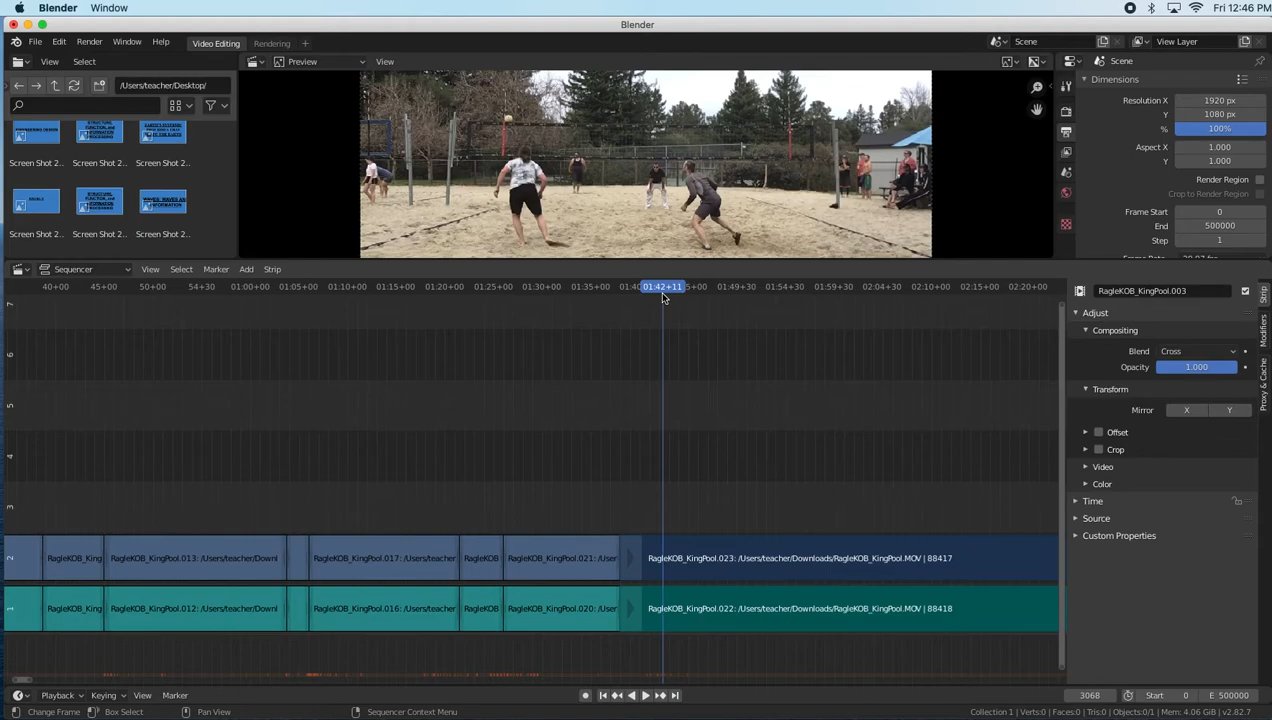 Blender Window Fri 12:46 PM
Blender
File Edit Render Window Help Video Editing Rendering + Scene View Layer
View Select Preview View Scene
/Users/teacher/Desktop/ Dimensions
Resolution X 1920 px
Y 1080 px
% 100%
Aspect X 1.000
Y 1.000
Render Region
Crop to Render Region
Frame Start 0
End 500000
Step 1
Screen Shot 2.. Screen Shot 2.. Screen Shot 2..
Screen Shot 2.. Screen Shot 2.. Screen Shot 2..
Sequencer View Select Marker Add Strip
40+00 45+00 50+00 54+30 01:00+00 01:05+00 01:10+00 01:15+00 01:20+00 01:25+00 01:30+00 01:35+00 01:40 01:42+11 5+00 01:49+30 01:54+30 01:59+30 02:04+30 02:10+00 02:15+00 02:20+00
7
6
5
4
3
2 RagleKOB_King RagleKOB_KingPool.013: /Users/teacher/Downl RagleKOB_KingPool.017: /Users/teacher RagleKOB RagleKOB_KingPool.021: /User RagleKOB_KingPool.023: /Users/teacher/Downloads/RagleKOB_KingPool.MOV | 88417
1 RagleKOB_King RagleKOB_KingPool.012: /Users/teacher/Downl RagleKOB_KingPool.016: /Users/teacher RagleKOB RagleKOB_KingPool.020: /User RagleKOB_KingPool.022: /Users/teacher/Downloads/RagleKOB_KingPool.MOV | 88418
RagleKOB_KingPool.003
Adjust
Compositing
Blend Cross
Opacity 1.000
Transform
Mirror X Y
Offset
Crop
Video
Color
Time
Source
Custom Properties
Strip
Modifiers
Proxy & Cache
Playback Keying View Marker 3068 Start 0 E 500000
Change Frame Box Select Pan View Sequencer Context Menu Collection 1 | Verts:0 | Faces:0 | Tris:0 | Objects:0/1 | Mem: 4.06 GiB | v2.82.7